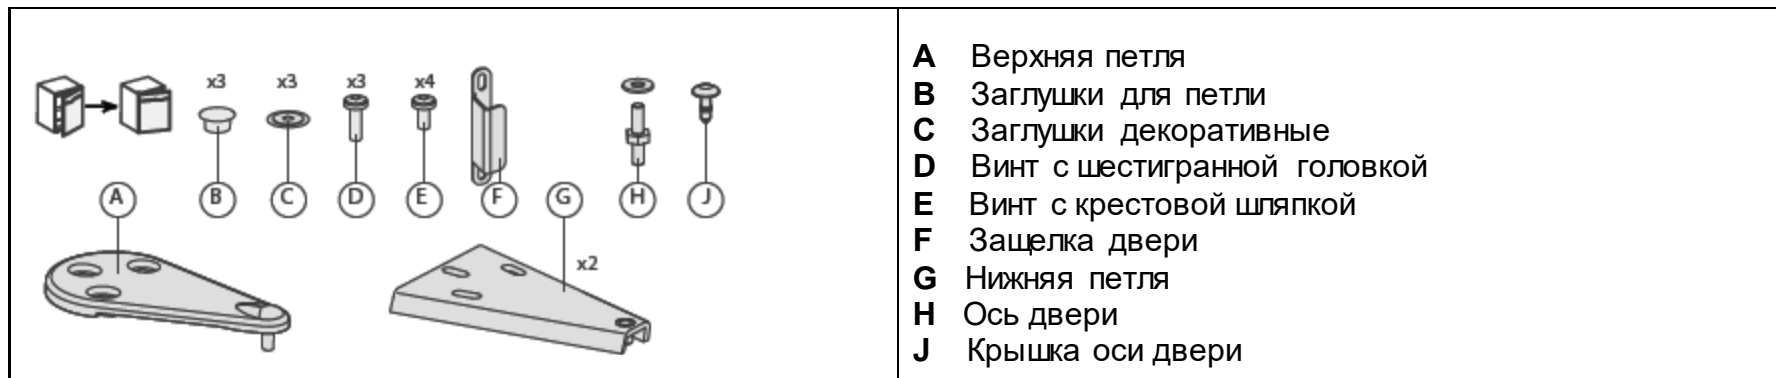 x3 x3 x3 x4
A B C D E F G H J
x2
A Верхняя петля
B Заглушки для петли
C Заглушки декоративные
D Винт с шестигранной головкой
E Винт с крестовой шляпкой
F Защелка двери
G Нижняя петля
H Ось двери
J Крышка оси двери